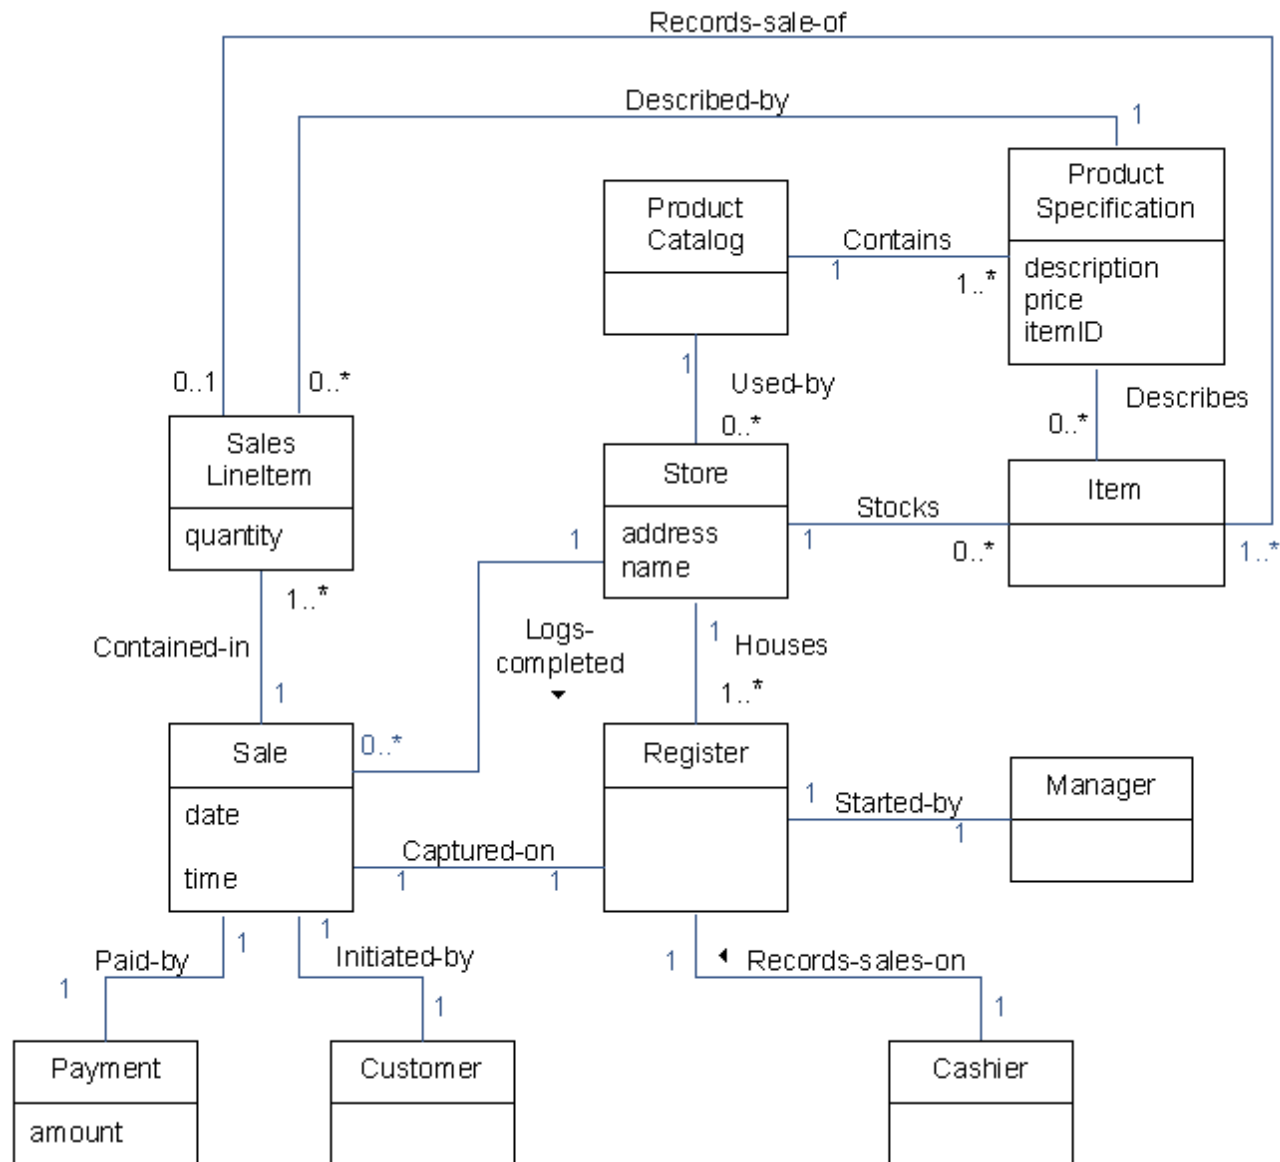 Records-sale-of
Described-by
1
Product
Specification
description
price
itemID
Product
Catalog
Contains
1
1..*
1
Used-by
0..*
Describes
0..*
0..1
0..*
Sales
LineItem
quantity
Store
address
name
Stocks
1
0..*
Item
1..*
1
1..*
Contained-in
1
Logs-
completed
1
Houses
1..*
Sale
date
time
0..*
Register
1
Started-by
1
Manager
Captured-on
1
1
1
Paid-by
1
1
Initiated-by
1
1
Records-sales-on
1
Payment
amount
Customer
Cashier